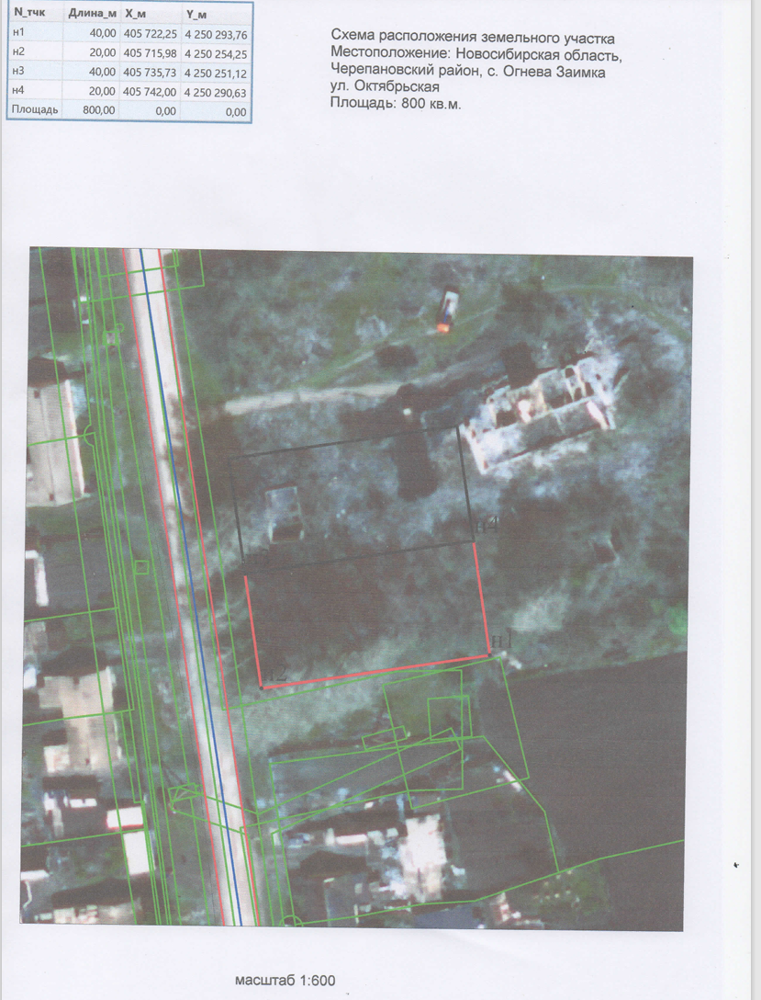 N_тчк Длина_м X_м Y_м
н1 40,00 405 722,25 4 250 293,76
н2 20,00 405 715,98 4 250 254,25
н3 40,00 405 735,73 4 250 251,12
н4 20,00 405 742,00 4 250 290,63
Площадь 800,00 0,00 0,00
Схема расположения земельного участка
Местоположение: Новосибирская область,
Черепановский район, с. Огнева Заимка
ул. Октябрьская
Площадь: 800 кв.м.
н4
н1
н2
масштаб 1:600